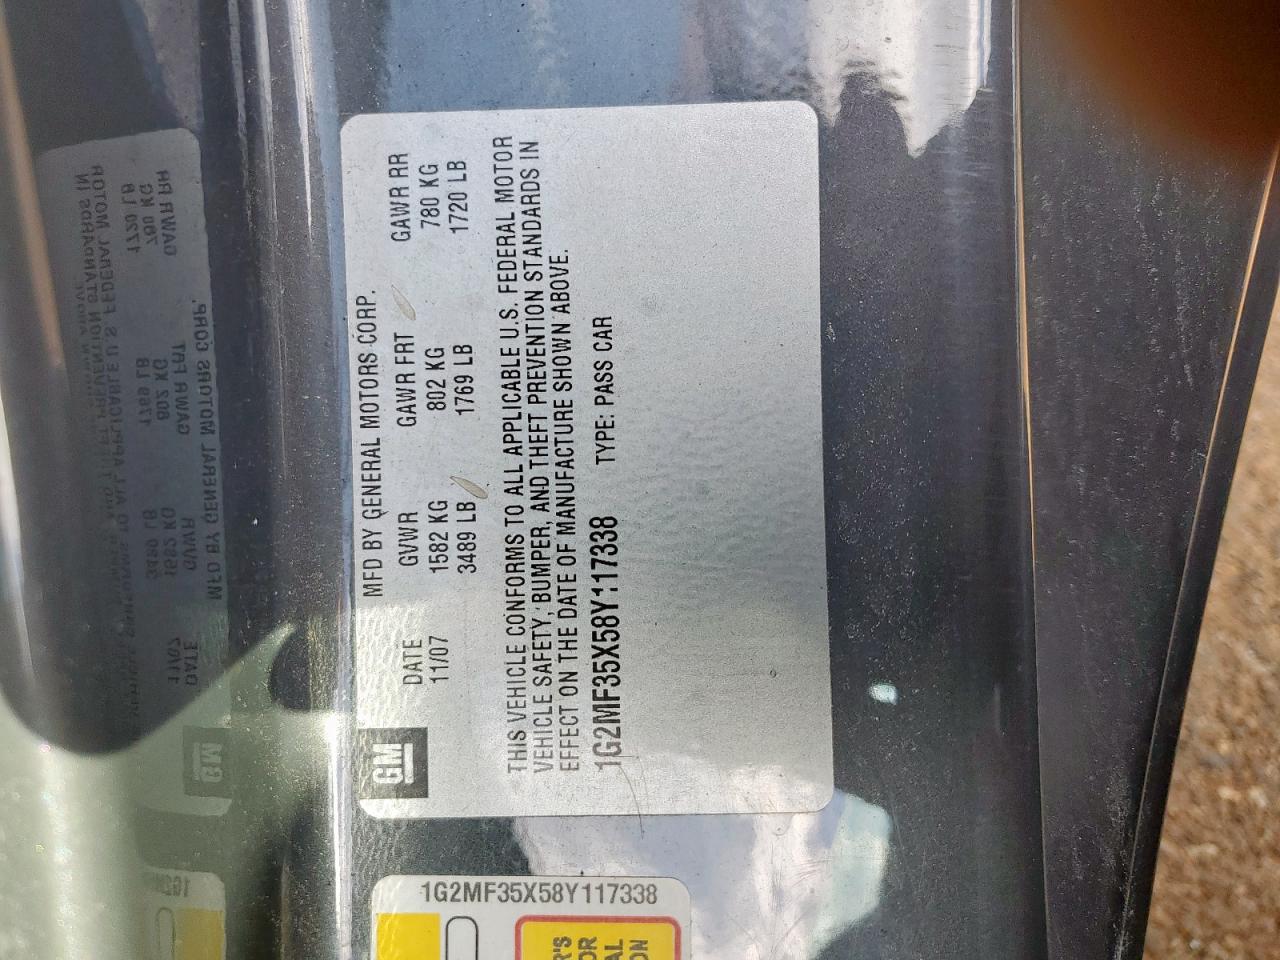 GM
MFD BY GENERAL MOTORS CORP.
DATE GVWR GAWR FRT GAWR RR
11/07 1582 KG 802 KG 780 KG
3489 LB 1769 LB 1720 LB
THIS VEHICLE CONFORMS TO ALL APPLICABLE U.S. FEDERAL MOTOR
VEHICLE SAFETY, BUMPER, AND THEFT PREVENTION STANDARDS IN
EFFECT ON THE DATE OF MANUFACTURE SHOWN ABOVE.
1G2MF35X58Y117338 TYPE: PASS CAR
1G2MF35X58Y117338